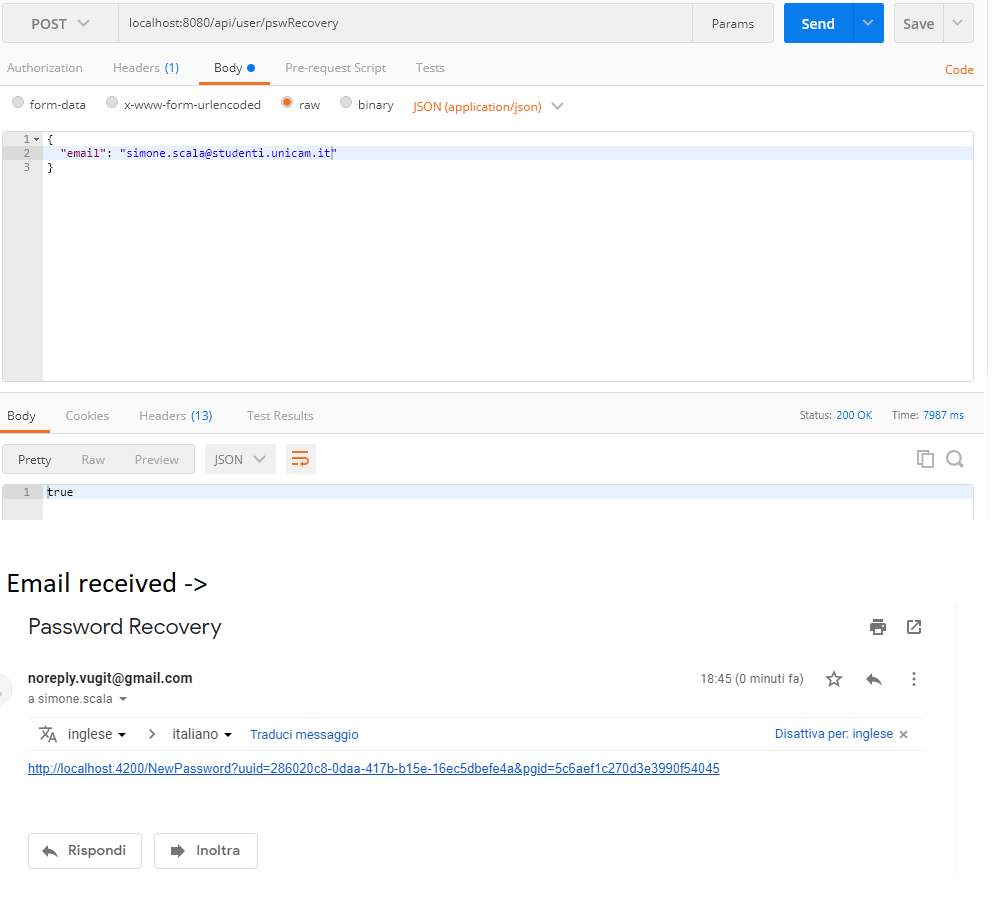 POST localhost:8080/api/user/pswRecovery Params Send Save
Authorization Headers (1) Body Pre-request Script Tests Code
form-data x-www-form-urlencoded raw binary JSON (application/json)
1 {
2 "email": "simone.scala@studenti.unicam.it"
3 }
Body Cookies Headers (13) Test Results Status: 200 OK Time: 7987 ms
Pretty Raw Preview JSON
1 true
Email received ->
Password Recovery
noreply.vugit@gmail.com 18:45 (0 minuti fa)
a simone.scala
inglese > italiano Traduci messaggio Disattiva per: inglese ×
http://localhost:4200/NewPassword?uuid=286020c8-0daa-417b-b15e-16ec5dbefe4a&pgid=5c6aef1c270d3e3990f54045
Rispondi Inoltra